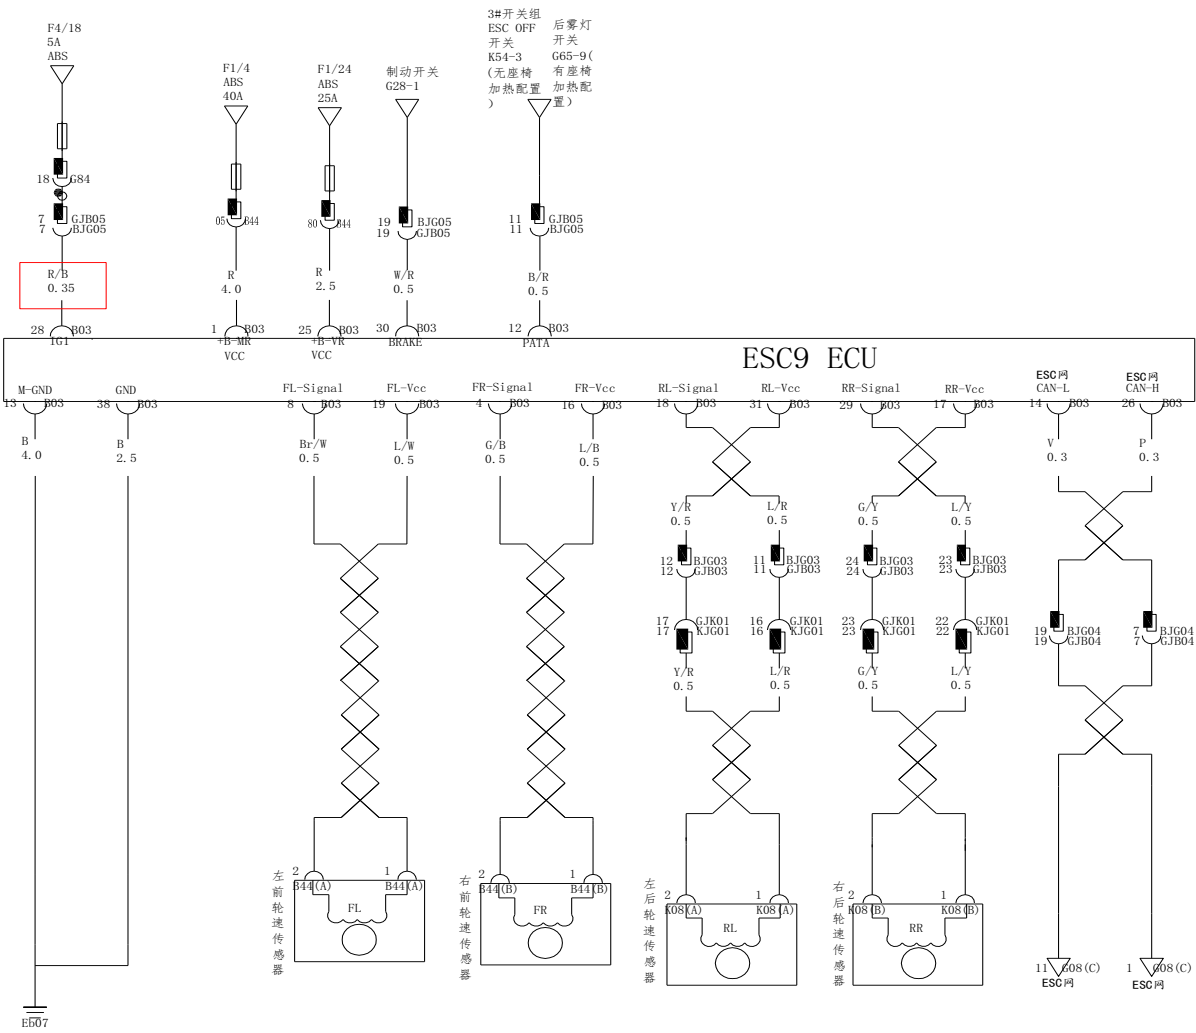 F4/18
5A
ABS
F1/4
ABS
40A
F1/24
ABS
25A
制动开关
G28-1
3#开关组
ESC OFF
开关
K54-3
(无座椅
加热配置
)
后雾灯
开关
G65-9(
有座椅
加热配
置)
18 G84
7 GJB05
7 BJG05
05 B44
80 B44
19 BJG05
19 GJB05
11 GJB05
11 BJG05
R/B
0.35
R
4.0
R
2.5
W/R
0.5
B/R
0.5
28 B03
IG1
1 B03
+B-MR
VCC
25 B03
+B-VR
VCC
30 B03
BRAKE
12 B03
PATA
ESC9 ECU
M-GND
13 B03
GND
38 B03
FL-Signal
8 B03
FL-Vcc
19 B03
FR-Signal
4 B03
FR-Vcc
16 B03
RL-Signal
18 B03
RL-Vcc
31 B03
RR-Signal
29 B03
RR-Vcc
17 B03
ESC网
CAN-L
14 B03
ESC网
CAN-H
26 B03
B
4.0
B
2.5
Br/W
0.5
L/W
0.5
G/B
0.5
L/B
0.5
V
0.3
P
0.3
Y/R
0.5
L/R
0.5
G/Y
0.5
L/Y
0.5
12 BJG03
12 GJB03
11 BJG03
11 GJB03
24 BJG03
24 GJB03
23 BJG03
23 GJB03
17 GJK01
17 KJG01
16 GJK01
16 KJG01
23 GJK01
23 KJG01
22 GJK01
22 KJG01
19 BJG04
19 GJB04
7 BJG04
7 GJB04
Y/R
0.5
L/R
0.5
G/Y
0.5
L/Y
0.5
左前轮速传感器
2
B44(A)
1
B44(A)
FL
右前轮速传感器
2
B44(B)
1
B44(B)
FR
左后轮速传感器
2
K08(A)
1
K08(A)
RL
右后轮速传感器
2
K08(B)
1
K08(B)
RR
11 G08(C)
ESC网
1 G08(C)
ESC网
E507